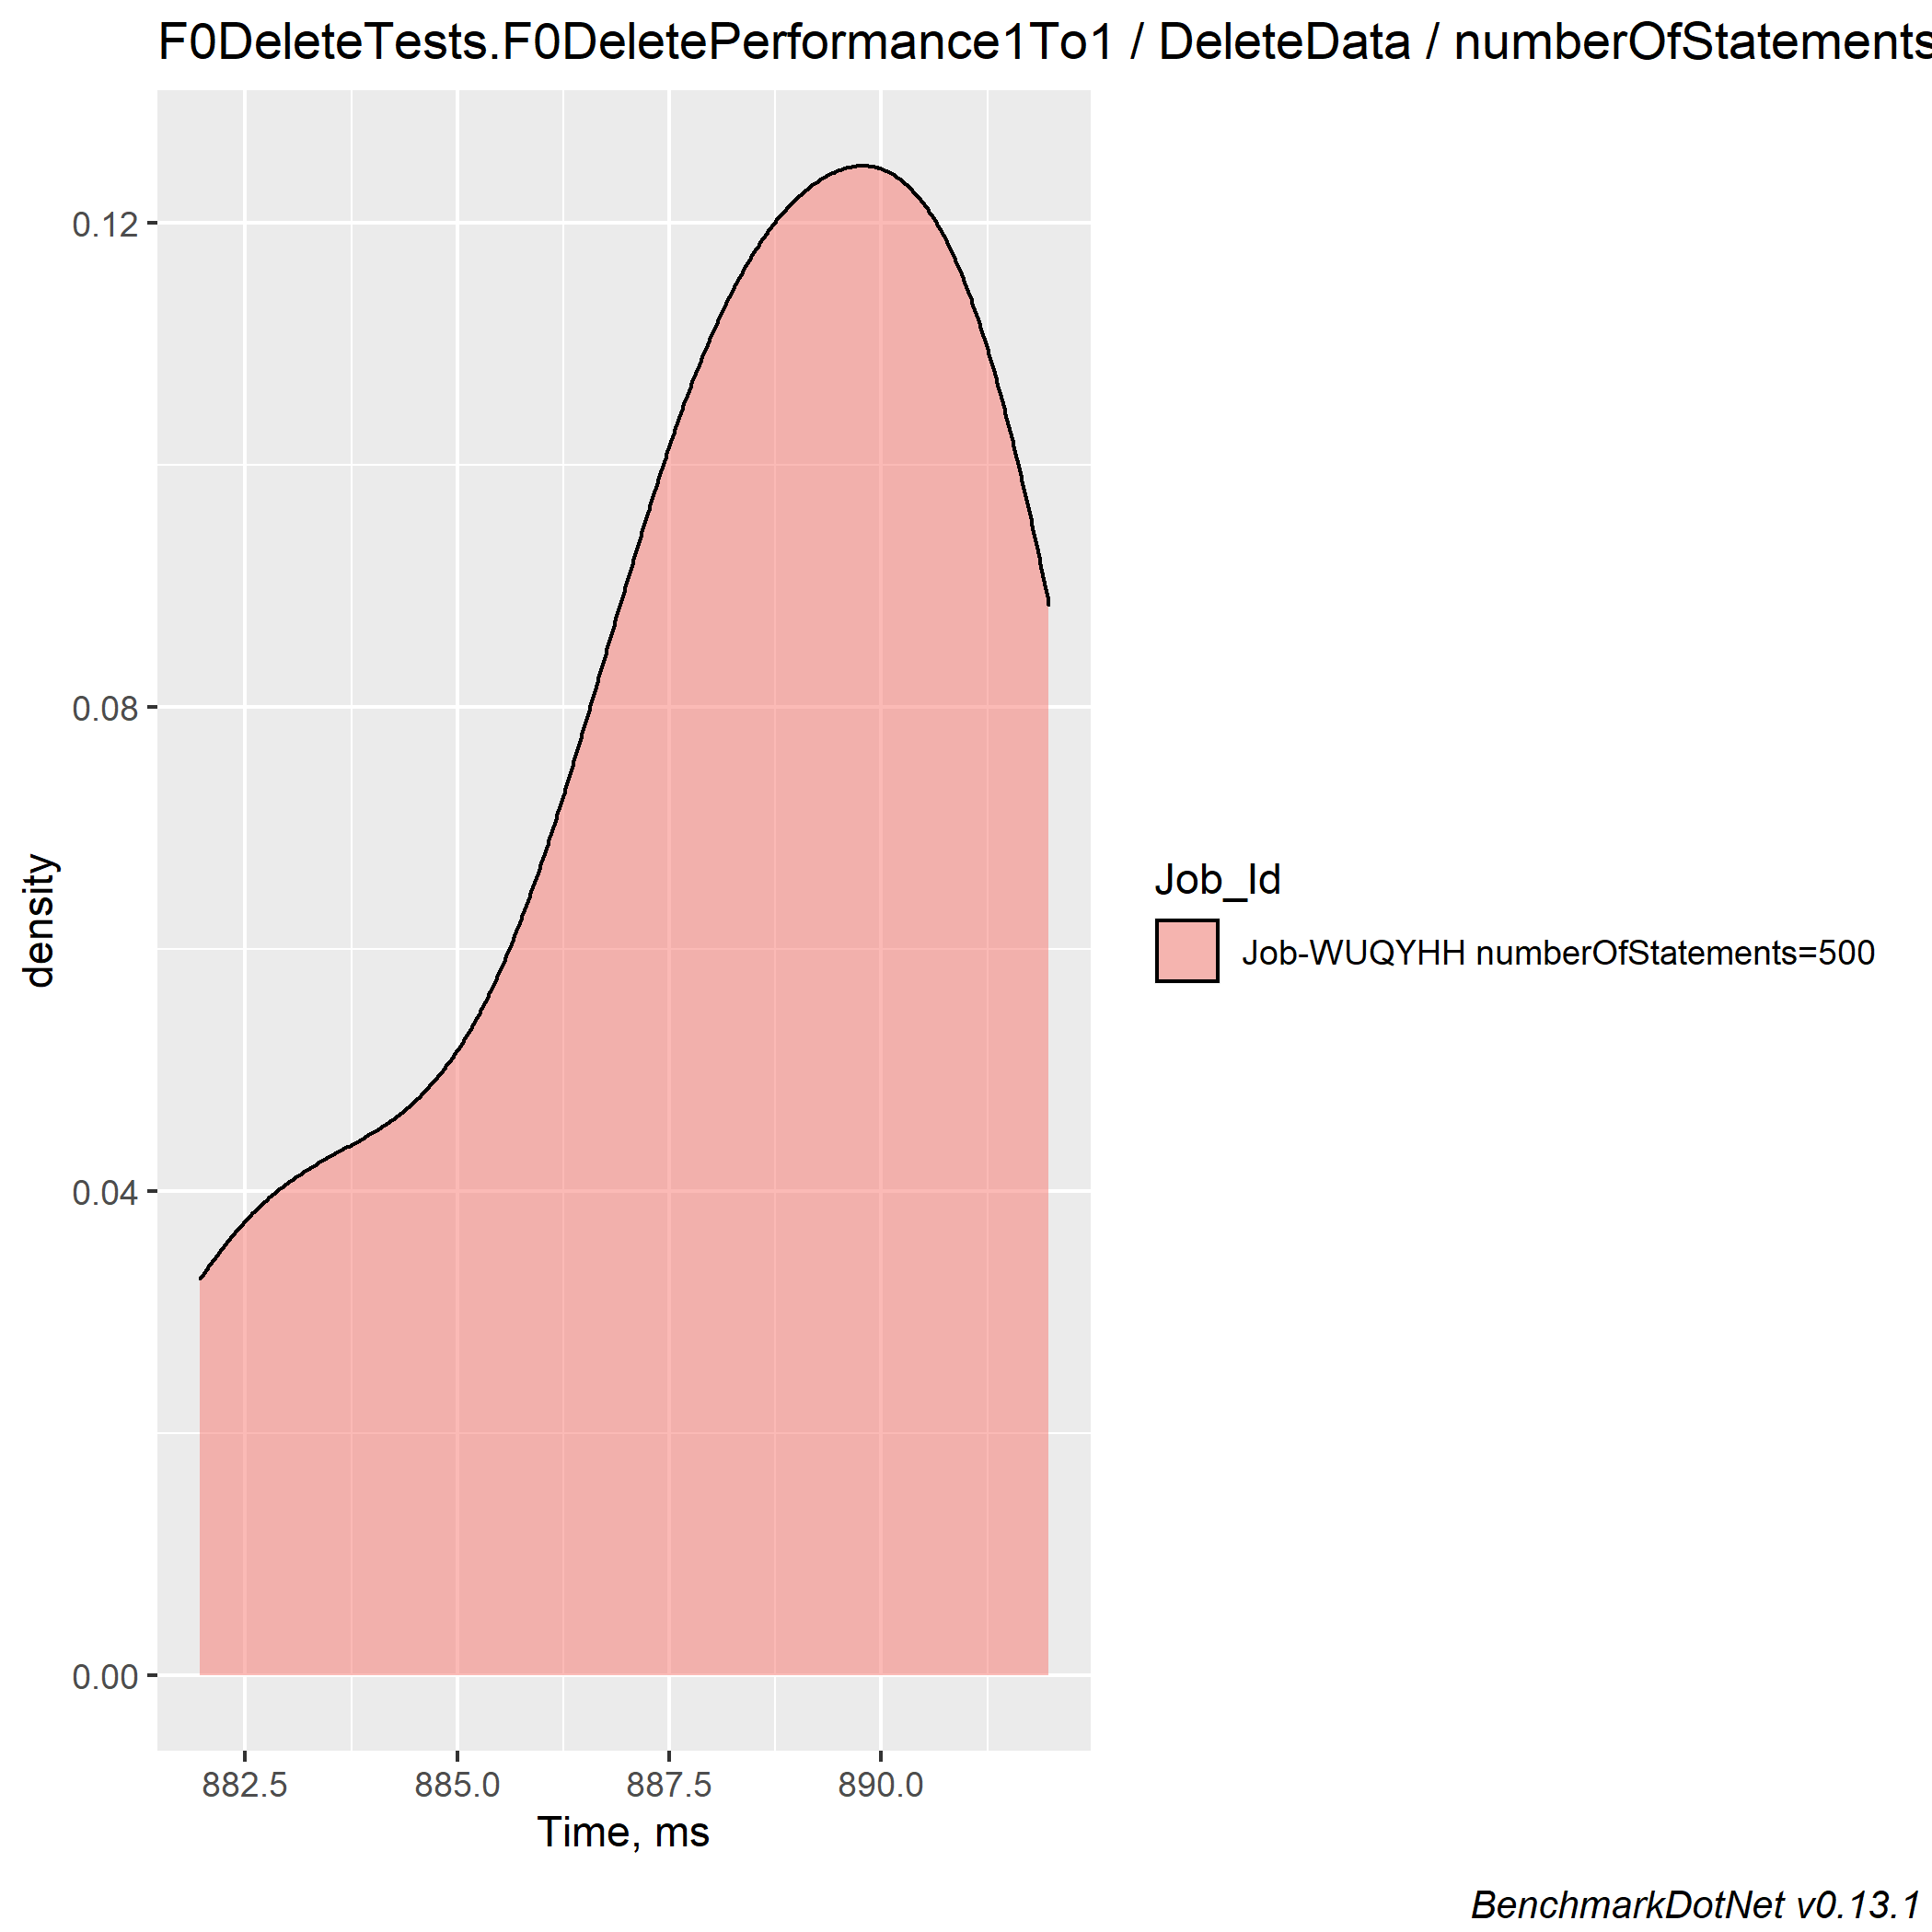 F0DeleteTests.F0DeletePerformance1To1 / DeleteData / numberOfStatements
0.12
0.08
0.04
0.00
density
882.5 885.0 887.5 890.0
Time, ms
Job_Id
Job-WUQYHH numberOfStatements=500
BenchmarkDotNet v0.13.1